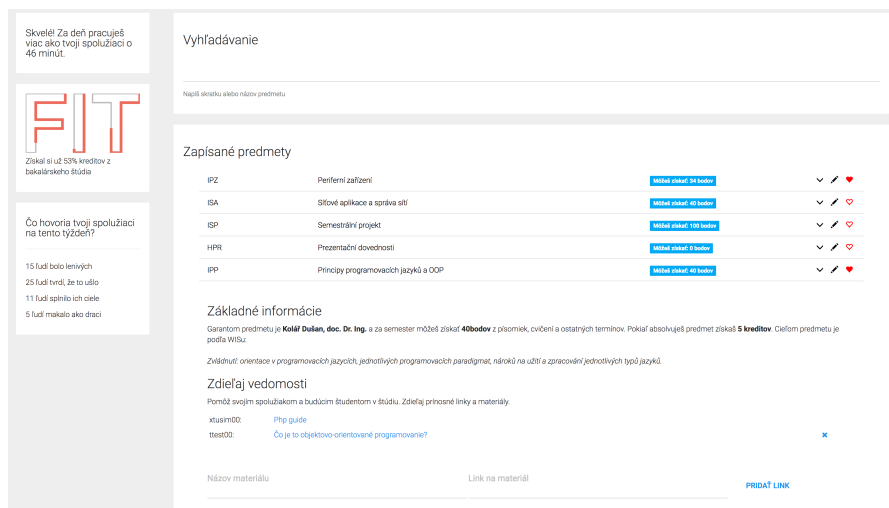 Skvelé! Za deň pracuješ
viac ako tvoji spolužiaci o
46 minút.
FIT
Získal si už 53% kreditov z
bakalárskeho štúdia
Čo hovoria tvoji spolužiaci
na tento týždeň?
15 ľudí bolo lenivých
25 ľudí tvrdí, že to ušlo
11 ľudí splnilo ich ciele
5 ľudí makalo ako draci
Vyhľadávanie
Napíš skratku alebo názov predmetu
Zapísané predmety
IPZ Periferní zařízení Môžeš získať: 34 bodov
ISA Síťové aplikace a správa sítí Môžeš získať: 40 bodov
ISP Semestrální projekt Môžeš získať: 100 bodov
HPR Prezentační dovednosti Môžeš získať: 0 bodov
IPP Principy programovacích jazyků a OOP Môžeš získať: 40 bodov
Základné informácie
Garantom predmetu je Kolář Dušan, doc. Dr. Ing. a za semester môžeš získať 40bodov z písomiek, cvičení a ostatných termínov. Pokiaľ absolvuješ predmet získaš 5 kreditov. Cieľom predmetu je
podľa WISu:
Zvládnutí: orientace v programovacích jazycích, jednotlivých programovacích paradigmat, nároků na užití a zpracování jednotlivých typů jazyků.
Zdieľaj vedomosti
Pomôž svojím spolužiakom a budúcim študentom v štúdiu. Zdieľaj prínosné linky a materiály.
xtusim00: Php guide
ttest00: Čo je to objektovo-orientované programovanie?
Názov materiálu Link na materiál PRIDAŤ LINK